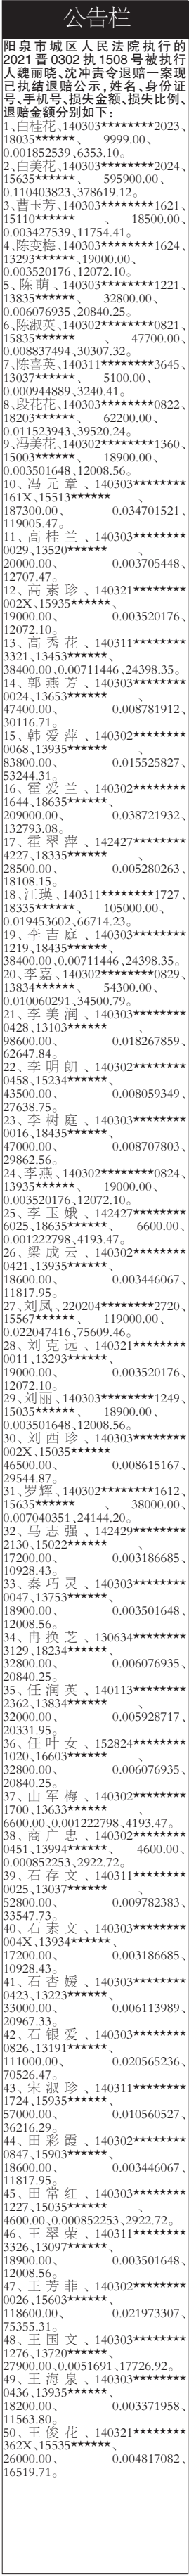 公告栏
阳泉市城区人民法院执行的
2021晋0302执1508号被执行
人魏丽晓、沈冲责令退赔一案现
已执结退赔公示,姓名、身份证
号、手机号、损失金额、损失比例、
退赔金额分别如下：
1、白桂花、140303********2023、
18035******、 9999.00、
0.001852539、6353.10。
2、白美花、140303********2024、
15635******、 595900.00、
0.110403823、378619.12。
3、曹玉芳、140303********1621、
15110******、 18500.00、
0.003427539、11754.41。
4、陈变梅、140303********1624、
13293******、19000.00、
0.003520176、12072.10。
5、陈萌、140303********1221、
13835******、 32800.00、
0.006076935、20840.25。
6、陈淑英、140302********0821、
15835******、 47700.00、
0.008837494、30307.32。
7、陈喜英、140311********3645、
13037******、 5100.00、
0.000944889、3240.41。
8、段花花、140303********0822、
18203******、 62200.00、
0.011523943、39520.24。
9、冯美花、140302********1360、
15003******、 18900.00、
0.003501648、12008.56。
10、冯元章、140303********
161X、15513******、
187300.00、 0.034701521、
119005.47。
11、高桂兰、140303********
0029、13520******、
20000.00、 0.003705448、
12707.47。
12、高素珍、140321********
002X、15935******、
19000.00、 0.003520176、
12072.10。
13、高秀花、140311********
3321、13453******、
38400.00、0.00711446、24398.35。
14、郭燕芳、140303********
0024、13653******、
47400.00、 0.008781912、
30116.71。
15、韩爱萍、140302********
0068、13935******、
83800.00、 0.015525827、
53244.31。
16、霍爱兰、140302********
1644、18635******、
209000.00、 0.038721932、
132793.08。
17、霍翠萍、142427********
4227、18335******、
28500.00、 0.005280263、
18108.15。
18、江瑛、140311********1727、
18335******、 105000.00、
0.019453602、66714.23。
19、李吉庭、140303********
1219、18435******、
38400.00、0.00711446、24398.35。
20、李嘉、140302********0829、
13834******、 54300.00、
0.010060291、34500.79。
21、李美润、140303********
0428、13103******、
98600.00、 0.018267859、
62647.84。
22、李明朗、140302********
0458、15234******、
43500.00、 0.008059349、
27638.75。
23、李树庭、140303********
0016、18435******、
47000.00、 0.008707803、
29862.56。
24、李燕、140302********0824、
13935******、 19000.00、
0.003520176、12072.10。
25、李玉娥、142427********
6025、18635******、 6600.00、
0.001222798、4193.47。
26、梁成云、140302********
0421、13935******、
18600.00、 0.003446067、
11817.95。
27、刘凤、220204********2720、
15567******、 119000.00、
0.022047416、75609.46。
28、刘克远、140321********
0011、13293******、
19000.00、 0.003520176、
12072.10。
29、刘丽、140303********1249、
15035******、 18900.00、
0.003501648、12008.56。
30、刘西珍、140303********
002X、15035******
46500.00、 0.008615167、
29544.87。
31、罗辉、140302********1612、
15635******、 38000.00、
0.007040351、24144.20。
32、马志强、142429********
2130、15022******、
17200.00、 0.003186685、
10928.43。
33、秦巧灵、140303********
0047、13753******、
18900.00、 0.003501648、
12008.56。
34、冉换芝、130634********
3129、18234******、
32800.00、 0.006076935、
20840.25。
35、任润英、140113********
2362、13834******、
32000.00、 0.005928717、
20331.95。
36、任叶女、152824********
1020、16603******、
32800.00、 0.006076935、
20840.25。
37、山军梅、140302********
1700、13633******、
6600.00、0.001222798、4193.47。
38、商广忠、140302********
0451、13994******、 4600.00、
0.000852253、2922.72。
39、石存文、140311********
0025、13037******、
52800.00、 0.009782383、
33547.73。
40、石素文、140303********
004X、13934******、
17200.00、 0.003186685、
10928.43。
41、石杏媛、140303********
0423、13223******、
33000.00、 0.006113989、
20967.33。
42、石银爱、140303********
0826、13191******、
111000.00、 0.020565236、
70526.47。
43、宋淑珍、140311********
1724、15935******、
57000.00、 0.010560527、
36216.29。
44、田彩霞、140302********
0847、15903******、
18600.00、 0.003446067、
11817.95。
45、田常红、140303********
1227、15035******、
4600.00、0.000852253、2922.72。
46、王翠荣、140311********
3326、13097******、
18900.00、 0.003501648、
12008.56。
47、王芳菲、140302********
0026、15603******、
118600.00、 0.021973307、
75355.31。
48、王国文、140303********
1276、13720******、
27900.00、0.0051691、17726.92。
49、王海泉、140303********
0436、13935******、
18200.00、 0.003371958、
11563.80。
50、王俊花、140321********
362X、15535******、
26000.00、 0.004817082、
16519.71。